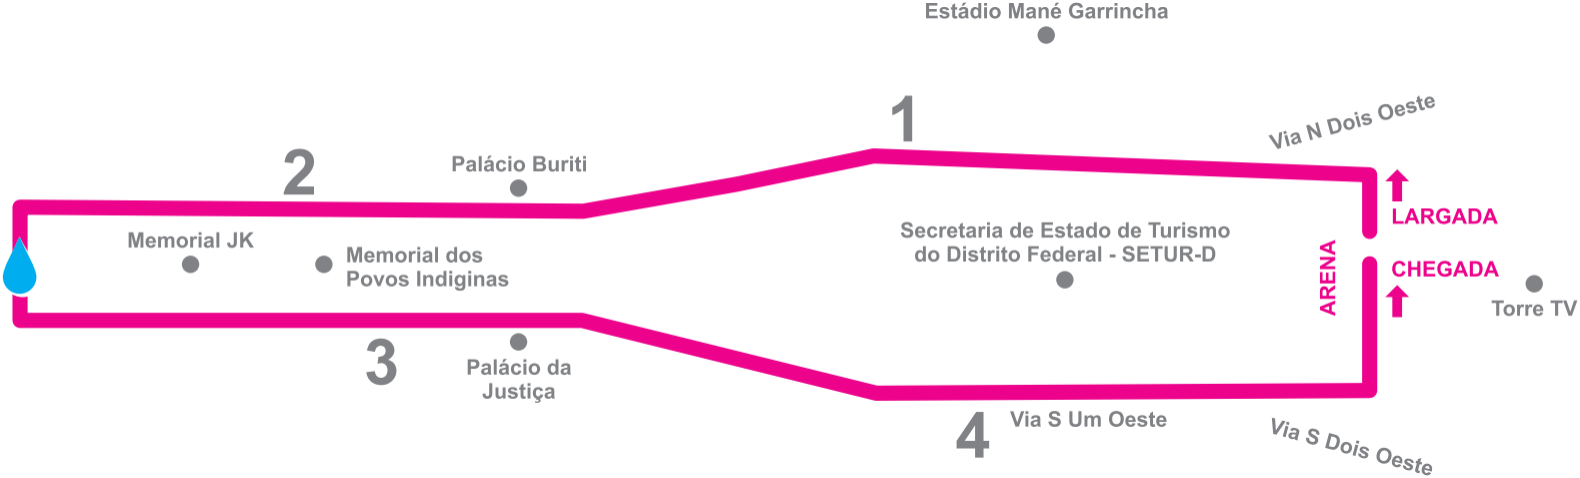 Estádio Mané Garrincha
1
Via N Dois Oeste
2
Palácio Buriti
LARGADA
Secretaria de Estado de Turismo
do Distrito Federal - SETUR-D
Memorial JK
Memorial dos
Povos Indiginas
ARENA
CHEGADA
Torre TV
3
Palácio da
Justiça
4
Via S Um Oeste
Via S Dois Oeste